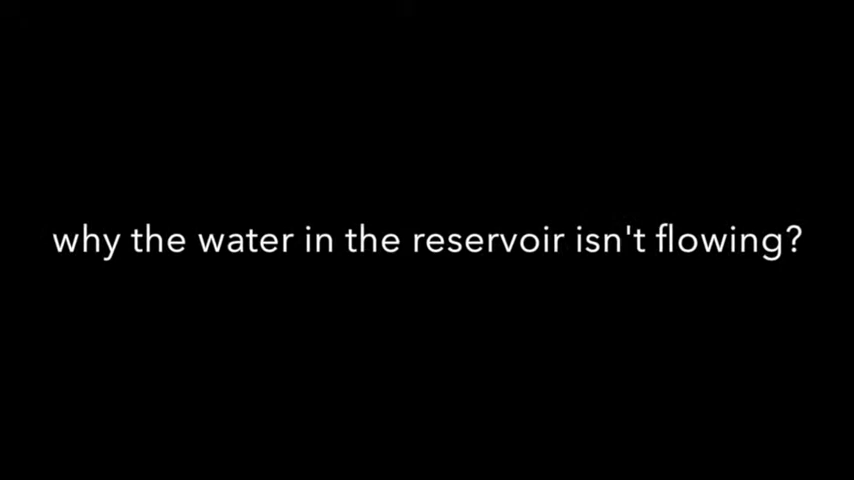 why the water in the reservoir isn't flowing?